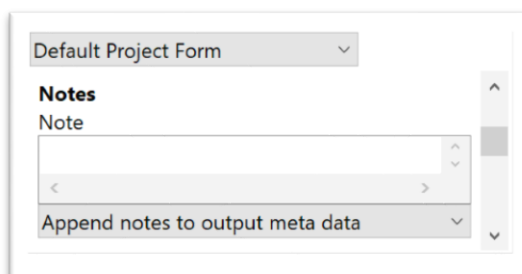 Default Project Form
Notes
Note
Append notes to output meta data